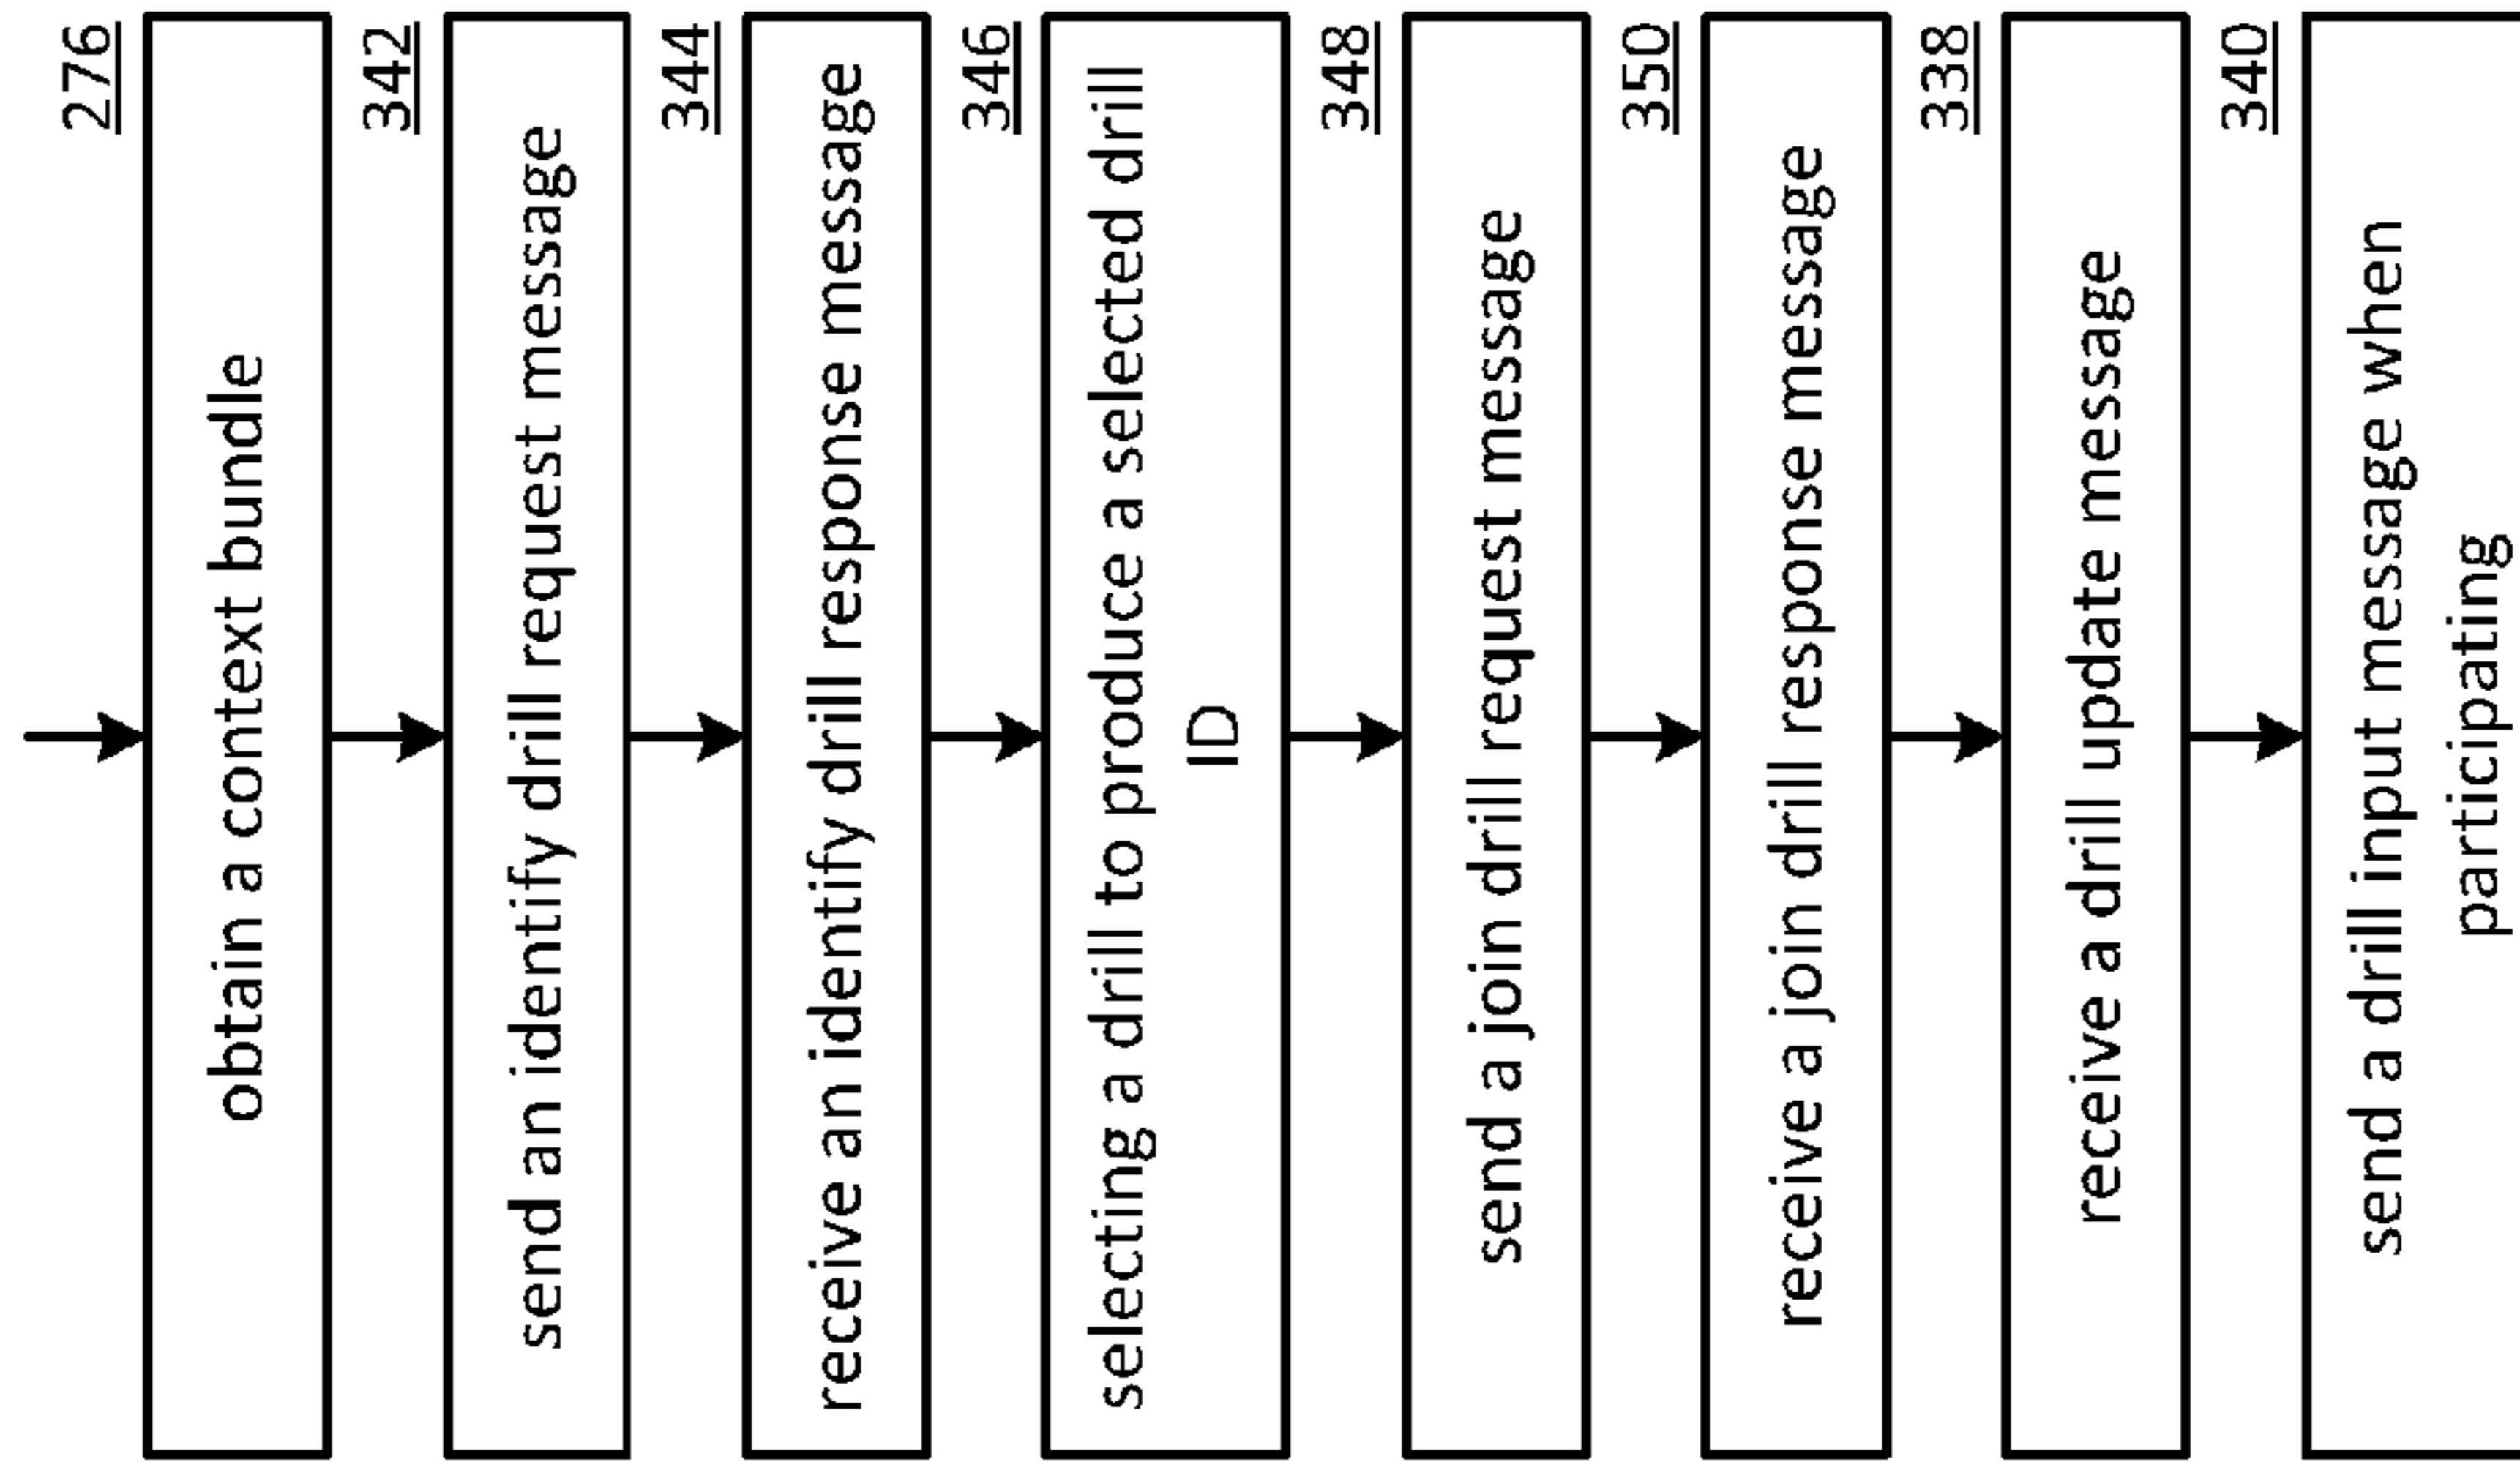 276
obtain a context bundle
342
send an identify drill request message
344
receive an identify drill response message
346
selecting a drill to produce a selected drill
ID
348
send a join drill request message
350
receive a join drill response message
338
receive a drill update message
340
send a drill input message when
participating